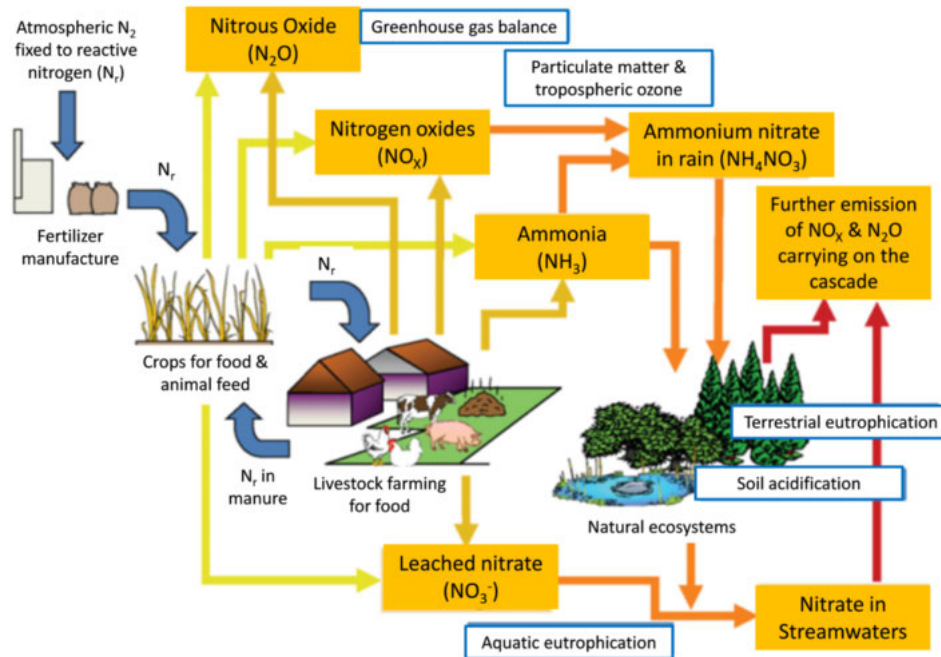 Atmospheric N₂
fixed to reactive
nitrogen (Nᵣ)
Nitrous Oxide
(N₂O)
Greenhouse gas balance
Particulate matter &
tropospheric ozone
Nitrogen oxides
(NOₓ)
Ammonium nitrate
in rain (NH₄NO₃)
Nᵣ
Fertilizer
manufacture
Further emission
of NOₓ & N₂O
carrying on the
cascade
Ammonia
(NH₃)
Nᵣ
Crops for food &
animal feed
Terrestrial eutrophication
Nᵣ in
manure
Livestock farming
for food
Soil acidification
Natural ecosystems
Leached nitrate
(NO₃⁻)
Nitrate in
Streamwaters
Aquatic eutrophication